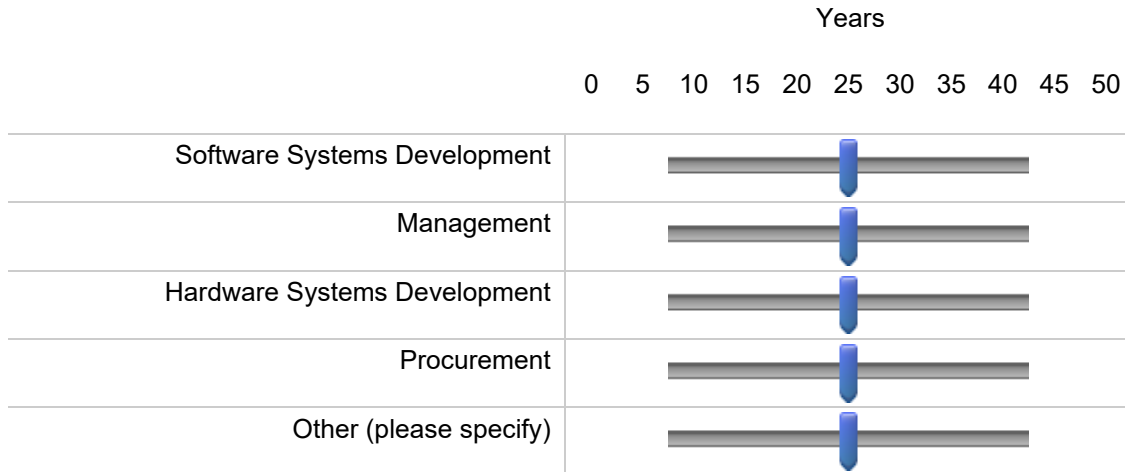 Years
0 5 10 15 20 25 30 35 40 45 50
Software Systems Development
Management
Hardware Systems Development
Procurement
Other (please specify)